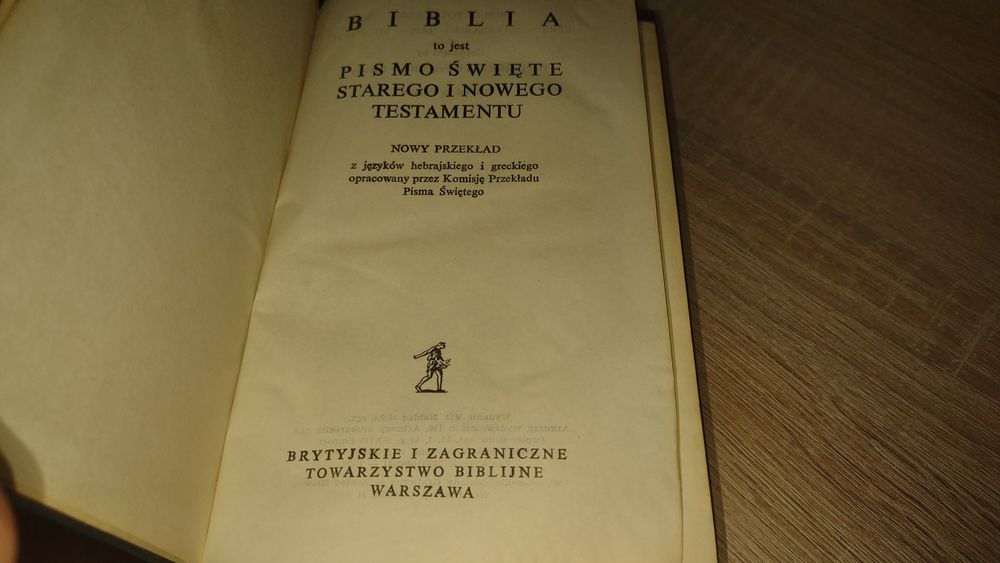 BIBLIA
to jest
PISMO ŚWIĘTE
STAREGO I NOWEGO
TESTAMENTU
NOWY PRZEKŁAD
z języków hebrajskiego i greckiego
opracowany przez Komisję Przekładu
Pisma Świętego
BRYTYJSKIE I ZAGRANICZNE
TOWARZYSTWO BIBLIJNE
WARSZAWA